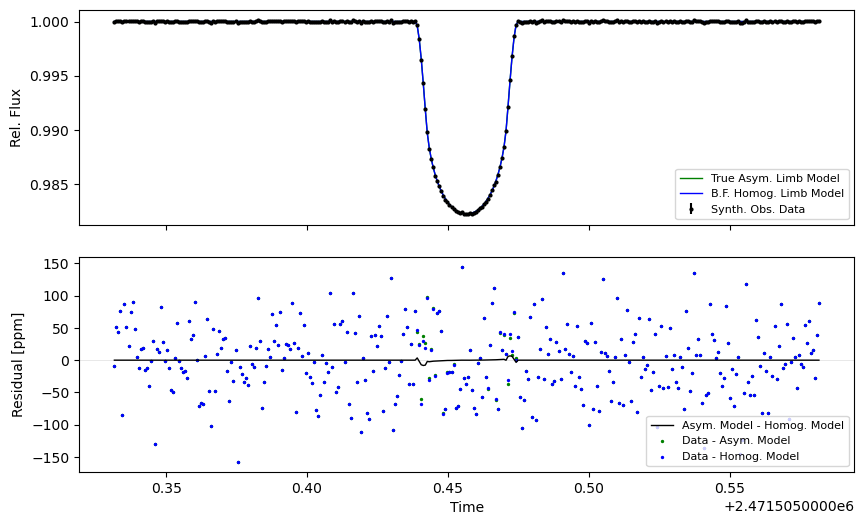 1.000
0.995
0.990
0.985
Rel. Flux
True Asym. Limb Model
B.F. Homog. Limb Model
Synth. Obs. Data
150
100
50
0
−50
−100
−150
Residual [ppm]
Asym. Model - Homog. Model
Data - Asym. Model
Data - Homog. Model
0.35
0.40
0.45
0.50
0.55
Time
+2.4715050000e6